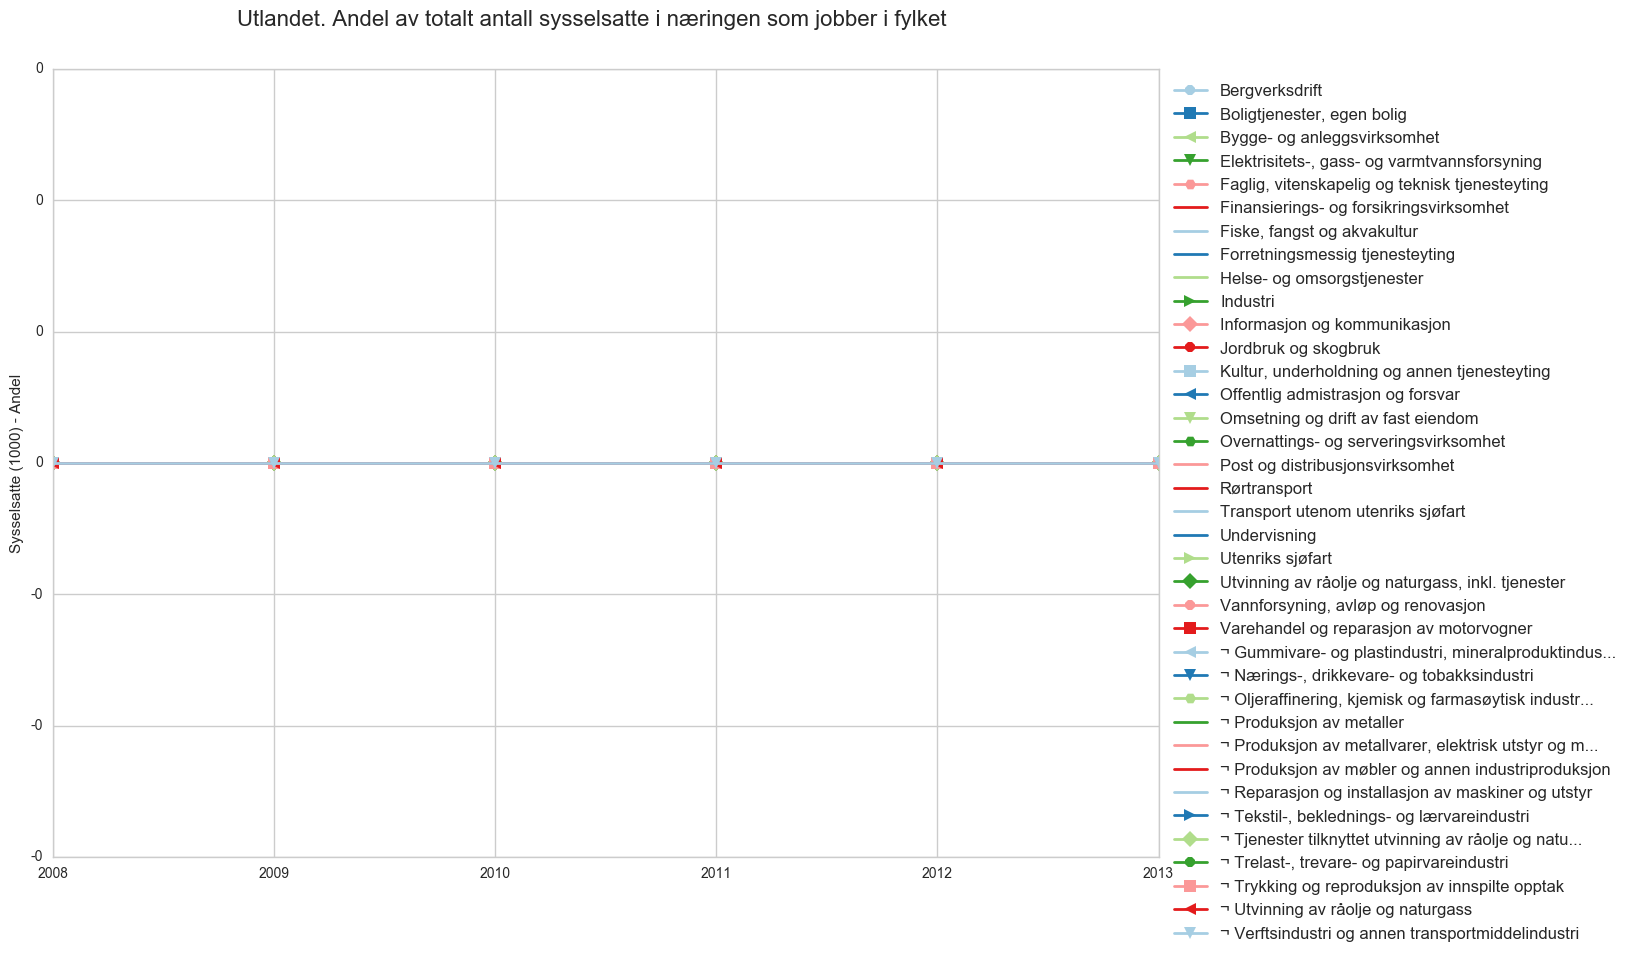 Utlandet. Andel av totalt antall sysselsatte i næringen som jobber i fylket
Sysselsatte (1000) - Andel
0
0
0
0
-0
-0
-0
2008
2009
2010
2011
2012
2013
Bergverksdrift
Boligtjenester, egen bolig
Bygge- og anleggsvirksomhet
Elektrisitets-, gass- og varmtvannsforsyning
Faglig, vitenskapelig og teknisk tjenesteyting
Finansierings- og forsikringsvirksomhet
Fiske, fangst og akvakultur
Forretningsmessig tjenesteyting
Helse- og omsorgstjenester
Industri
Informasjon og kommunikasjon
Jordbruk og skogbruk
Kultur, underholdning og annen tjenesteyting
Offentlig admistrasjon og forsvar
Omsetning og drift av fast eiendom
Overnattings- og serveringsvirksomhet
Post og distribusjonsvirksomhet
Rørtransport
Transport utenom utenriks sjøfart
Undervisning
Utenriks sjøfart
Utvinning av råolje og naturgass, inkl. tjenester
Vannforsyning, avløp og renovasjon
Varehandel og reparasjon av motorvogner
¬ Gummivare- og plastindustri, mineralproduktindus...
¬ Nærings-, drikkevare- og tobakksindustri
¬ Oljeraffinering, kjemisk og farmasøytisk industr...
¬ Produksjon av metaller
¬ Produksjon av metallvarer, elektrisk utstyr og m...
¬ Produksjon av møbler og annen industriproduksjon
¬ Reparasjon og installasjon av maskiner og utstyr
¬ Tekstil-, beklednings- og lærvareindustri
¬ Tjenester tilknyttet utvinning av råolje og natu...
¬ Trelast-, trevare- og papirvareindustri
¬ Trykking og reproduksjon av innspilte opptak
¬ Utvinning av råolje og naturgass
¬ Verftsindustri og annen transportmiddelindustri